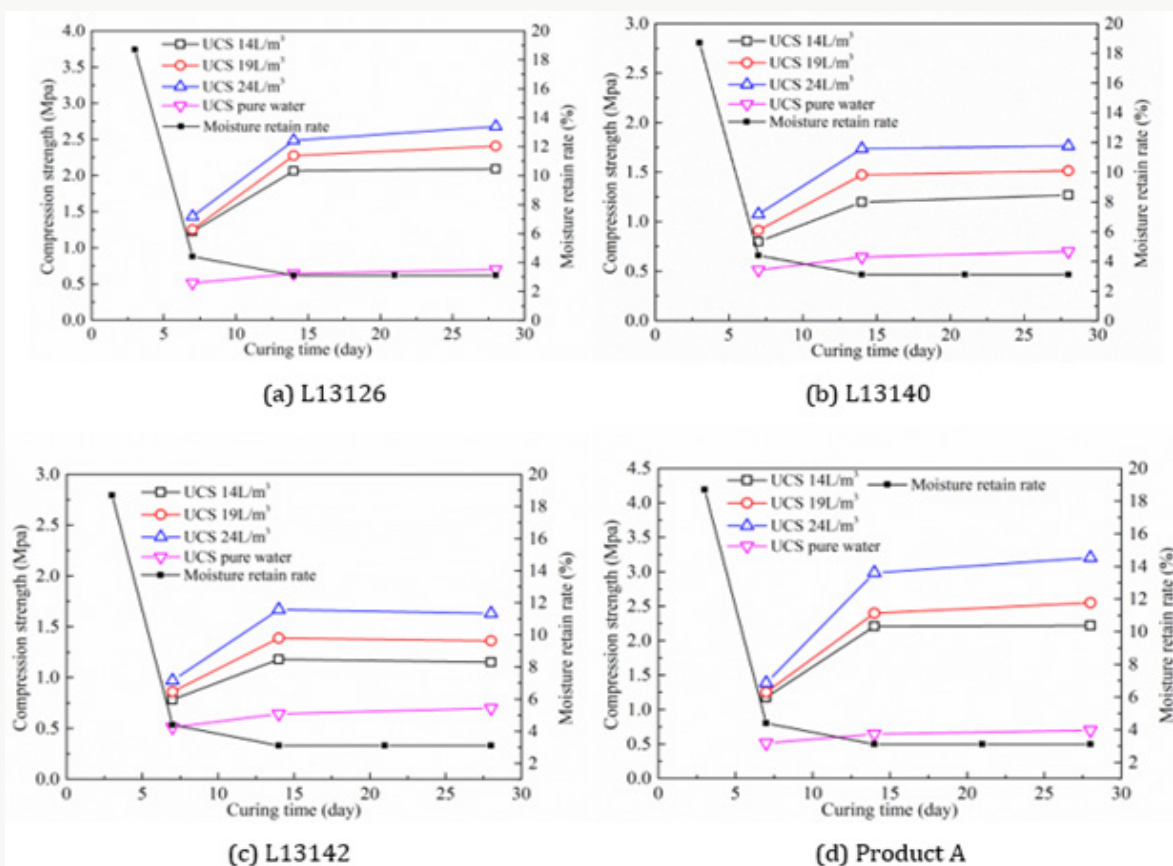 4.0
3.5
3.0
2.5
2.0
1.5
1.0
0.5
0.0
Compression strength (Mpa)
UCS 14L/m³
UCS 19L/m³
UCS 24L/m³
UCS pure water
Moisture retain rate
20
18
16
14
12
10
8
6
4
2
0
Moisture retain rate (%)
0 5 10 15 20 25 30
Curing time (day)
(a) L13126
3.0
2.5
2.0
1.5
1.0
0.5
0.0
Compression strength (Mpa)
UCS 14L/m³
UCS 19L/m³
UCS 24L/m³
UCS pure water
Moisture retain rate
20
18
16
14
12
10
8
6
4
2
0
Moisture retain rate (%)
0 5 10 15 20 25 30
Curing time (day)
(b) L13140
3.0
2.5
2.0
1.5
1.0
0.5
0.0
Compression strength (Mpa)
UCS 14L/m³
UCS 19L/m³
UCS 24L/m³
UCS pure water
Moisture retain rate
20
18
16
14
12
10
8
6
4
2
Moisture retain rate (%)
0 5 10 15 20 25 30
Curing time (day)
(c) L13142
4.5
4.0
3.5
3.0
2.5
2.0
1.5
1.0
0.5
0.0
Compression strength (Mpa)
UCS 14L/m³
UCS 19L/m³
UCS 24L/m³
UCS pure water
Moisture retain rate
20
18
16
14
12
10
8
6
4
2
Moisture retain rate (%)
0 5 10 15 20 25 30
Curing time (day)
(d) Product A